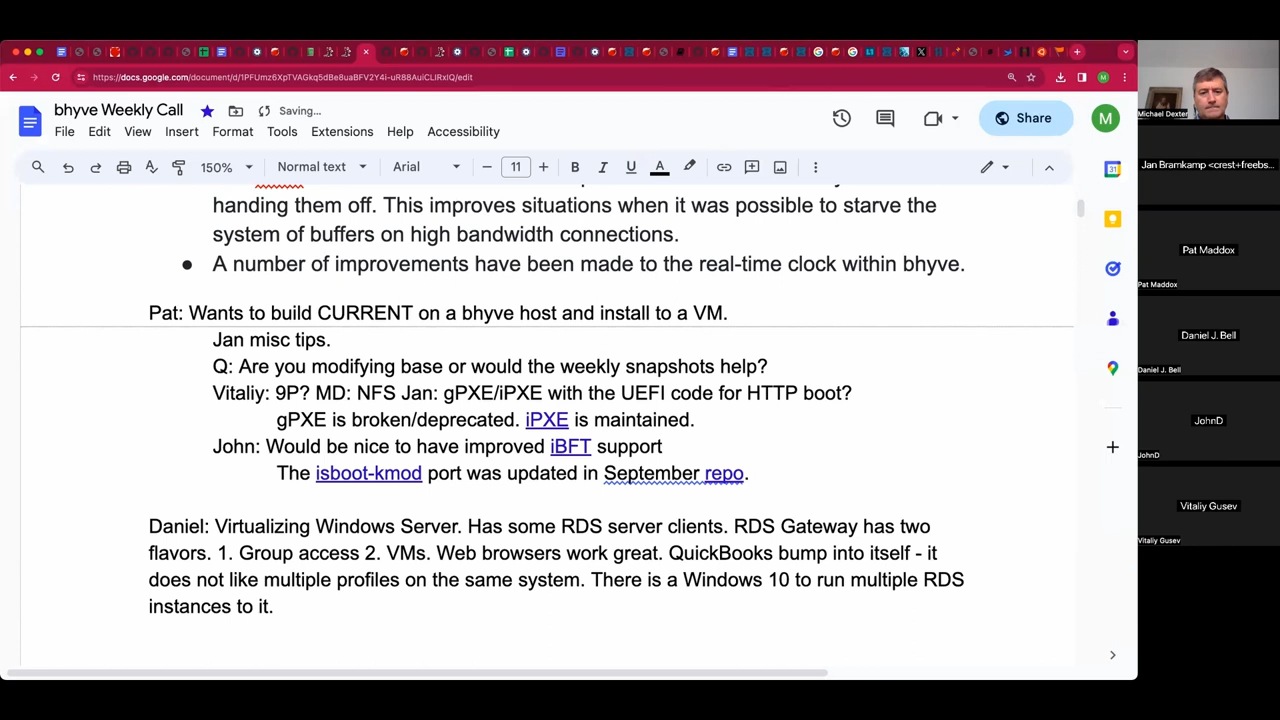 https://docs.google.com/document/d/1PFUmz6XpTVAGkq5dBe8uaBFV2Y4i-uR88AulCLlRxIQ/edit
bhyve Weekly Call
Saving...
File Edit View Insert Format Tools Extensions Help Accessibility
Share
M
150% Normal text Arial 11
handing them off. This improves situations when it was possible to starve the
system of buffers on high bandwidth connections.
● A number of improvements have been made to the real-time clock within bhyve.
Pat: Wants to build CURRENT on a bhyve host and install to a VM.
Jan misc tips.
Q: Are you modifying base or would the weekly snapshots help?
Vitaliy: 9P? MD: NFS Jan: gPXE/iPXE with the UEFI code for HTTP boot?
gPXE is broken/deprecated. iPXE is maintained.
John: Would be nice to have improved iBFT support
The isboot-kmod port was updated in September repo.
Daniel: Virtualizing Windows Server. Has some RDS server clients. RDS Gateway has two
flavors. 1. Group access 2. VMs. Web browsers work great. QuickBooks bump into itself - it
does not like multiple profiles on the same system. There is a Windows 10 to run multiple RDS
instances to it.
Michael Dexter
Jan Bramkamp <crest+freebs...
Pat Maddox
Pat Maddox
Daniel J. Bell
Daniel J. Bell
JohnD
JohnD
Vitaliy Gusev
Vitaliy Gusev